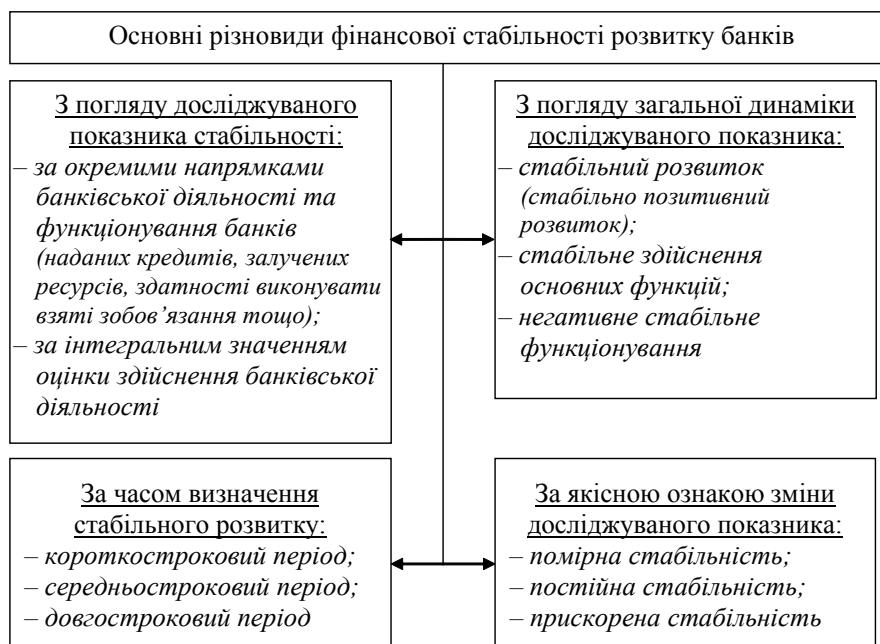 Основні різновиди фінансової стабільності розвитку банків
З погляду досліджуваного
показника стабільності:
– за окремими напрямками
банківської діяльності та
функціонування банків
(наданих кредитів, залучених
ресурсів, здатності виконувати
взяті зобов’язання тощо);
– за інтегральним значенням
оцінки здійснення банківської
діяльності
З погляду загальної динаміки
досліджуваного показника:
– стабільний розвиток
(стабільно позитивний
розвиток);
– стабільне здійснення
основних функцій;
– негативне стабільне
функціонування
За часом визначення
стабільного розвитку:
– короткостроковий період;
– середньостроковий період;
– довгостроковий період
За якісною ознакою зміни
досліджуваного показника:
– помірна стабільність;
– постійна стабільність;
– прискорена стабільність